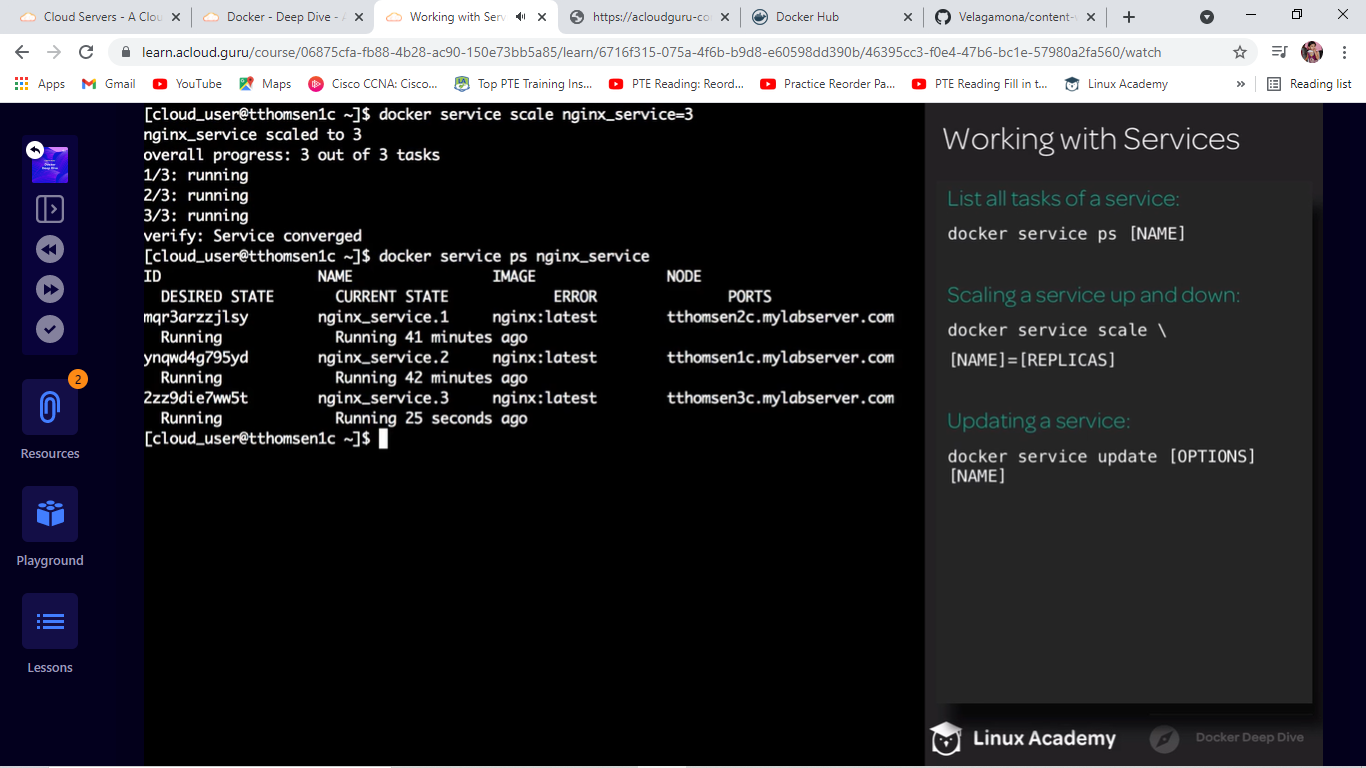 Cloud Servers - A Clou
Docker - Deep Dive - A
Working with Serv
https://acloudguru-co
Docker Hub
Velagamona/content-
learn.acloud.guru/course/06875cfa-fb88-4b28-ac90-150e73bb5a85/learn/6716f315-075a-4f6b-b9d8-e60598dd390b/46395cc3-f0e4-47b6-bc1e-57980a2fa560/watch
Apps
Gmail
YouTube
Maps
Cisco CCNA: Cisco...
Top PTE Training Ins...
PTE Reading: Reord...
Practice Reorder Pa...
PTE Reading Fill in t...
Linux Academy
»
Reading list
2
Resources
Playground
Lessons
[cloud_user@tthomsen1c ~]$ docker service scale nginx_service=3
nginx_service scaled to 3
overall progress: 3 out of 3 tasks
1/3: running
2/3: running
3/3: running
verify: Service converged
[cloud_user@tthomsen1c ~]$ docker service ps nginx_service
ID NAME IMAGE NODE
DESIRED STATE CURRENT STATE ERROR PORTS
mqr3arzzjlsy nginx_service.1 nginx:latest tthomsen2c.mylabserver.com
Running Running 41 minutes ago
ynqwd4g795yd nginx_service.2 nginx:latest tthomsen1c.mylabserver.com
Running Running 42 minutes ago
2zz9die7ww5t nginx_service.3 nginx:latest tthomsen3c.mylabserver.com
Running Running 25 seconds ago
[cloud_user@tthomsen1c ~]$
Working with Services
List all tasks of a service:
docker service ps [NAME]
Scaling a service up and down:
docker service scale \
[NAME]=[REPLICAS]
Updating a service:
docker service update [OPTIONS]
[NAME]
Linux Academy
Docker Deep Dive